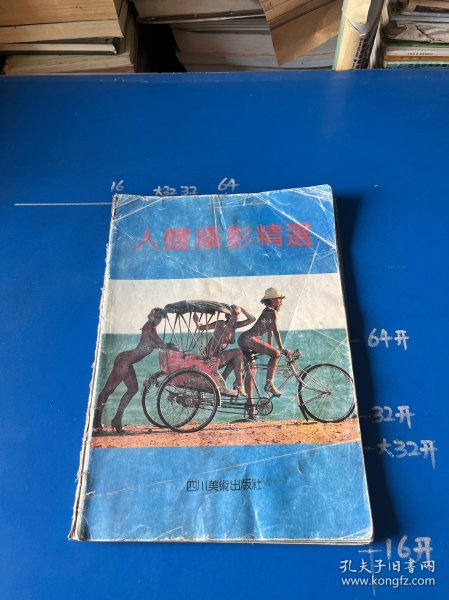 16 大32 32 64
人體攝影精選
64开
32开
大32开
四川美術出版社
16开
孔夫子旧书网
www.kongfz.com